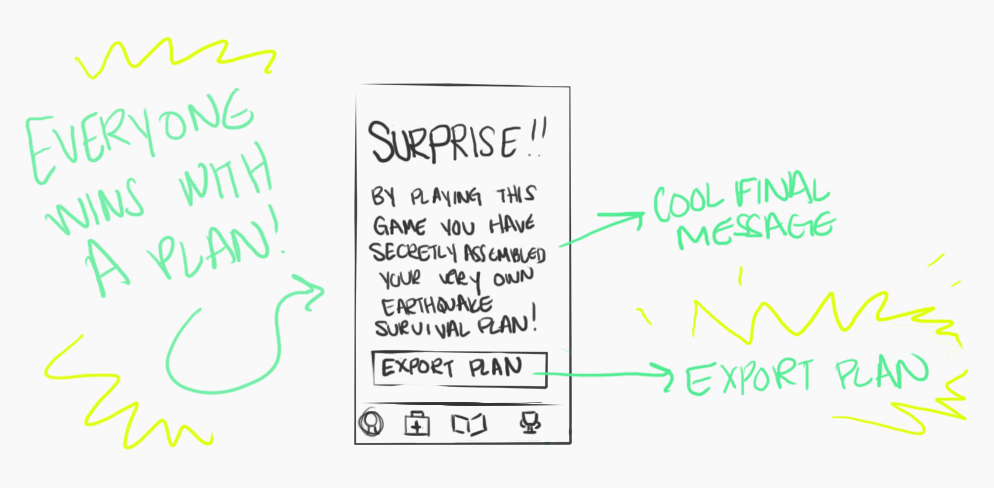 EVERYONE
WINS WITH
A PLAN!
SURPRISE!!
BY PLAYING THIS
GAME YOU HAVE
SECRETLY ASSEMBLED
YOUR VERY OWN
EARTHQUAKE
SURVIVAL PLAN!
EXPORT PLAN
COOL FINAL
MESSAGE
EXPORT PLAN